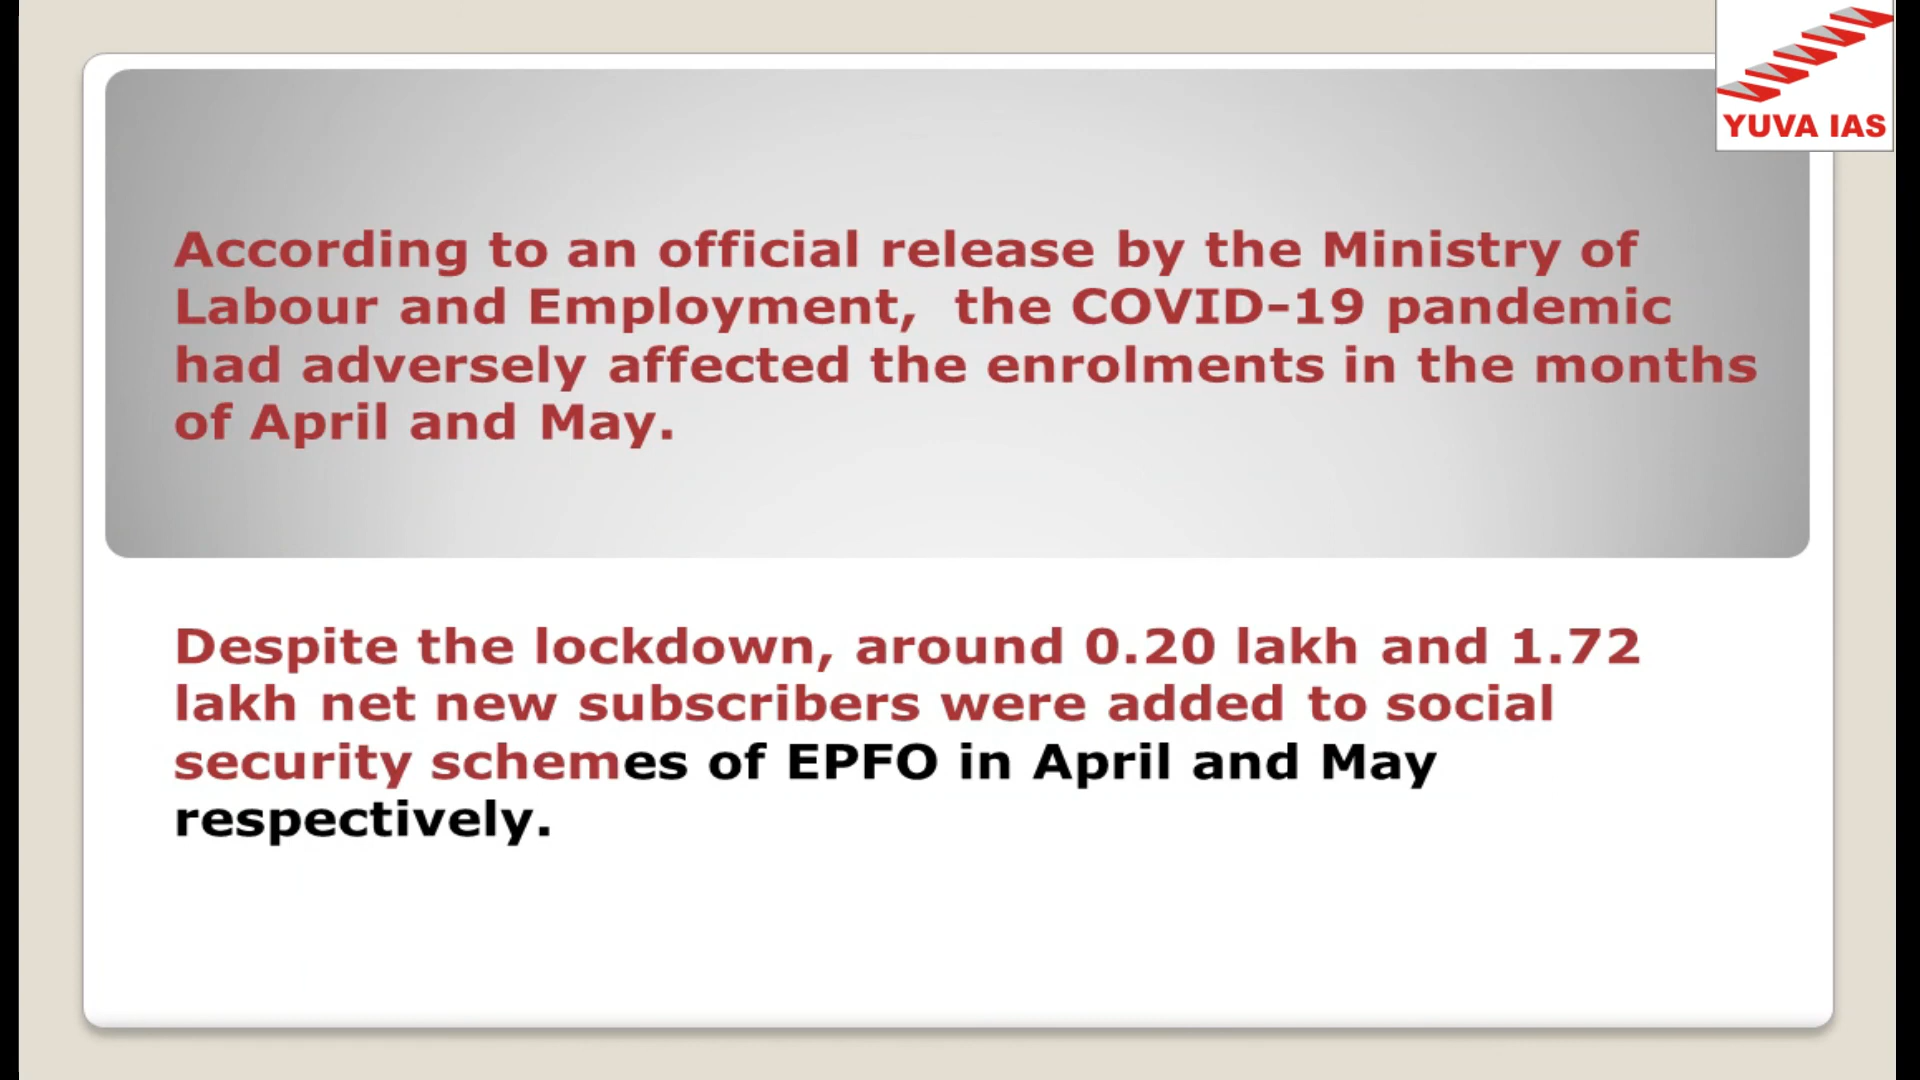 YUVA IAS
According to an official release by the Ministry of
Labour and Employment,  the COVID-19 pandemic
had adversely affected the enrolments in the months
of April and May.
Despite the lockdown, around 0.20 lakh and 1.72
lakh net new subscribers were added to social
security schemes of EPFO in April and May
respectively.